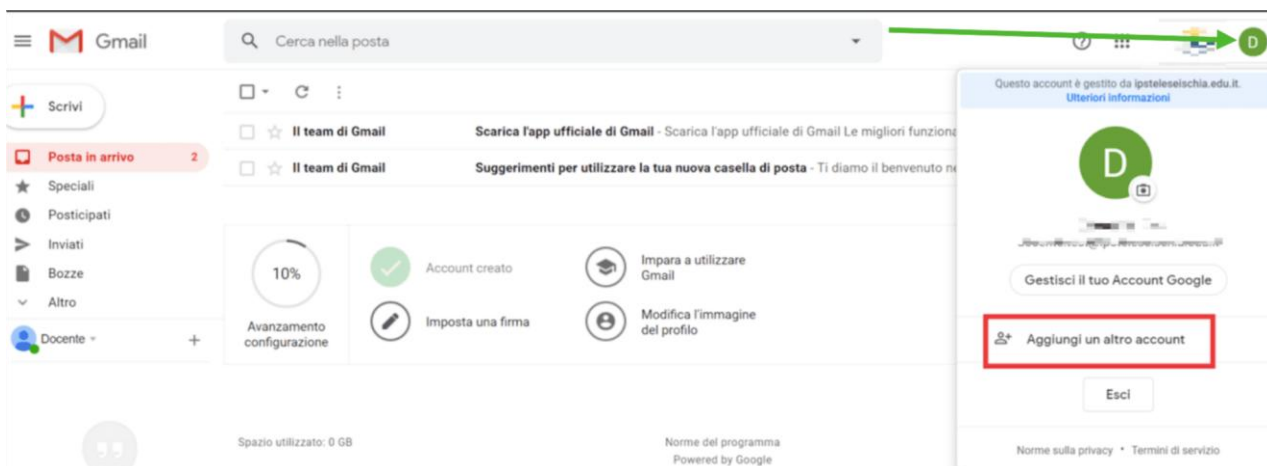 Gmail
Cerca nella posta
D
Scrivi
Posta in arrivo 2
Speciali
Posticipati
Inviati
Bozze
Altro
Docente
Il team di Gmail Scarica l'app ufficiale di Gmail - Scarica l'app ufficiale di Gmail Le migliori funziona
Il team di Gmail Suggerimenti per utilizzare la tua nuova casella di posta - Ti diamo il benvenuto ne
10%
Avanzamento
configurazione
Account creato
Imposta una firma
Impara a utilizzare
Gmail
Modifica l'immagine
del profilo
Spazio utilizzato: 0 GB
Norme del programma
Powered by Google
Questo account è gestito da ipsteleseischia.edu.it.
Ulteriori informazioni
D
Gestisci il tuo Account Google
Aggiungi un altro account
Esci
Norme sulla privacy • Termini di servizio